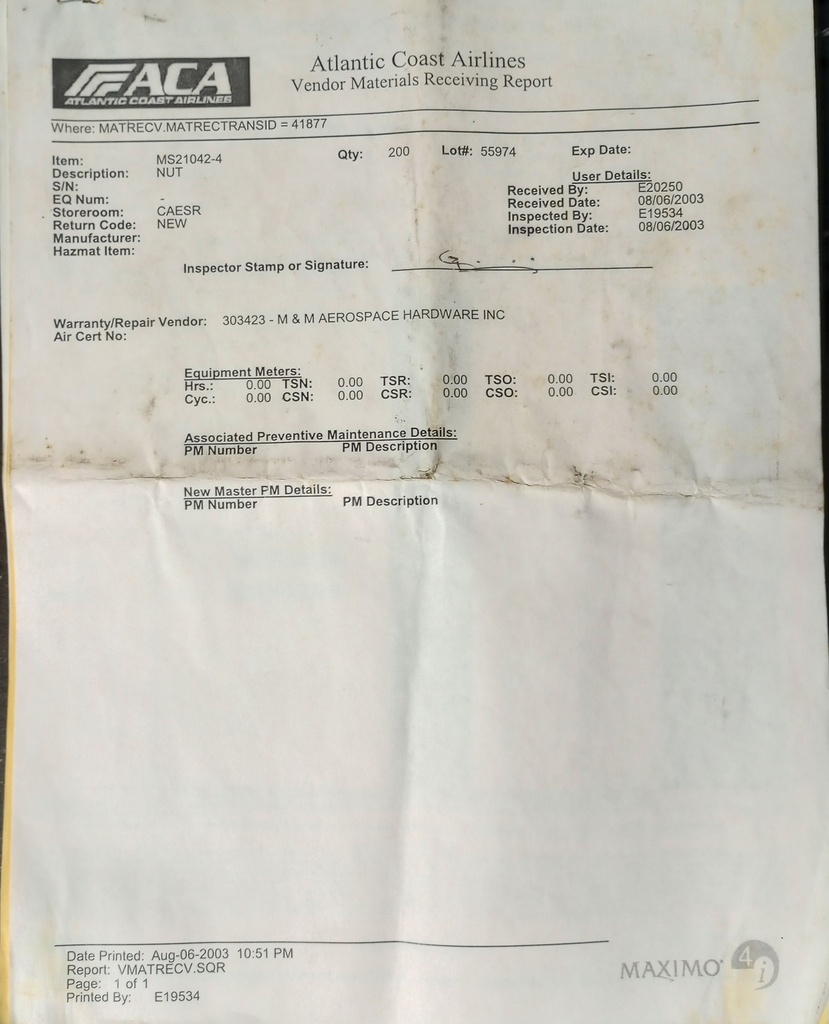 ACA
ATLANTIC COAST AIRLINES
Atlantic Coast Airlines
Vendor Materials Receiving Report
Where: MATRECV.MATRECTRANSID = 41877
Item: MS21042-4 Qty: 200 Lot#: 55974 Exp Date:
Description: NUT
S/N:
EQ Num: -
Storeroom: CAESR
Return Code: NEW
Manufacturer:
Hazmat Item:
User Details:
Received By: E20250
Received Date: 08/06/2003
Inspected By: E19534
Inspection Date: 08/06/2003
Inspector Stamp or Signature:
Warranty/Repair Vendor: 303423 - M & M AEROSPACE HARDWARE INC
Air Cert No:
Equipment Meters:
Hrs.: 0.00 TSN: 0.00 TSR: 0.00 TSO: 0.00 TSI: 0.00
Cyc.: 0.00 CSN: 0.00 CSR: 0.00 CSO: 0.00 CSI: 0.00
Associated Preventive Maintenance Details:
PM Number PM Description
New Master PM Details:
PM Number PM Description
Date Printed: Aug-06-2003 10:51 PM
Report: VMATRECV.SQR
Page: 1 of 1
Printed By: E19534
MAXIMO 4i